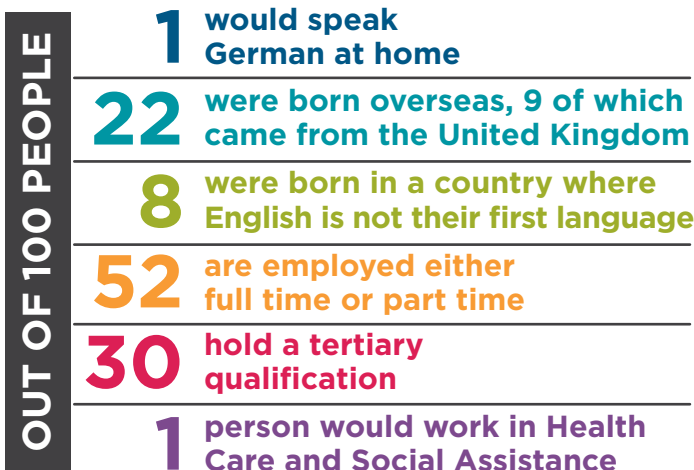 OUT OF 100 PEOPLE
1 would speak
German at home
22 were born overseas, 9 of which
came from the United Kingdom
8 were born in a country where
English is not their first language
52 are employed either
full time or part time
30 hold a tertiary
qualification
1 person would work in Health
Care and Social Assistance